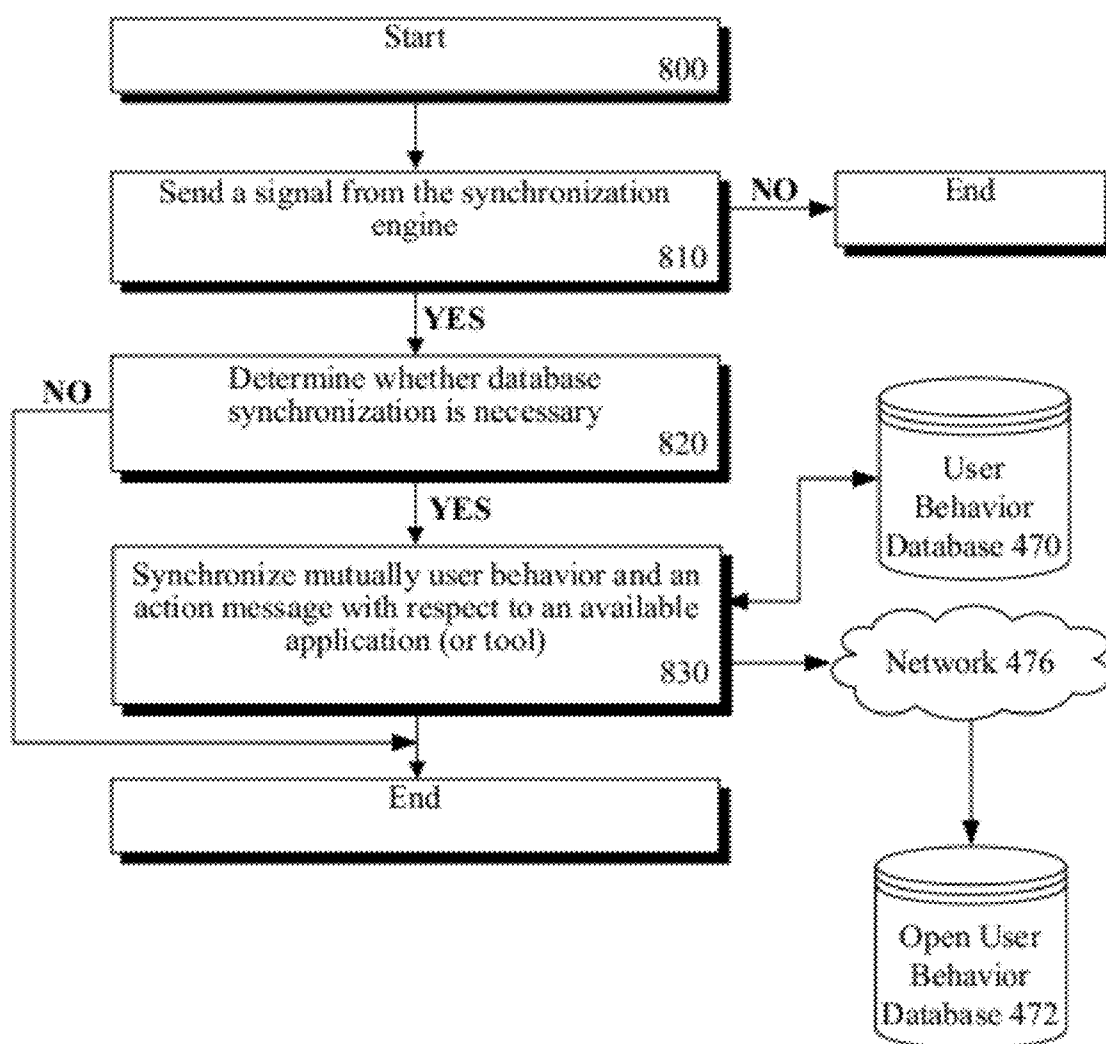 Start
800
Send a signal from the synchronization
engine
810
NO
End
YES
Determine whether database
synchronization is necessary
820
NO
YES
User
Behavior
Database 470
Synchronize mutually user behavior and an
action message with respect to an available
application (or tool)
830
Network 476
End
Open User
Behavior
Database 472